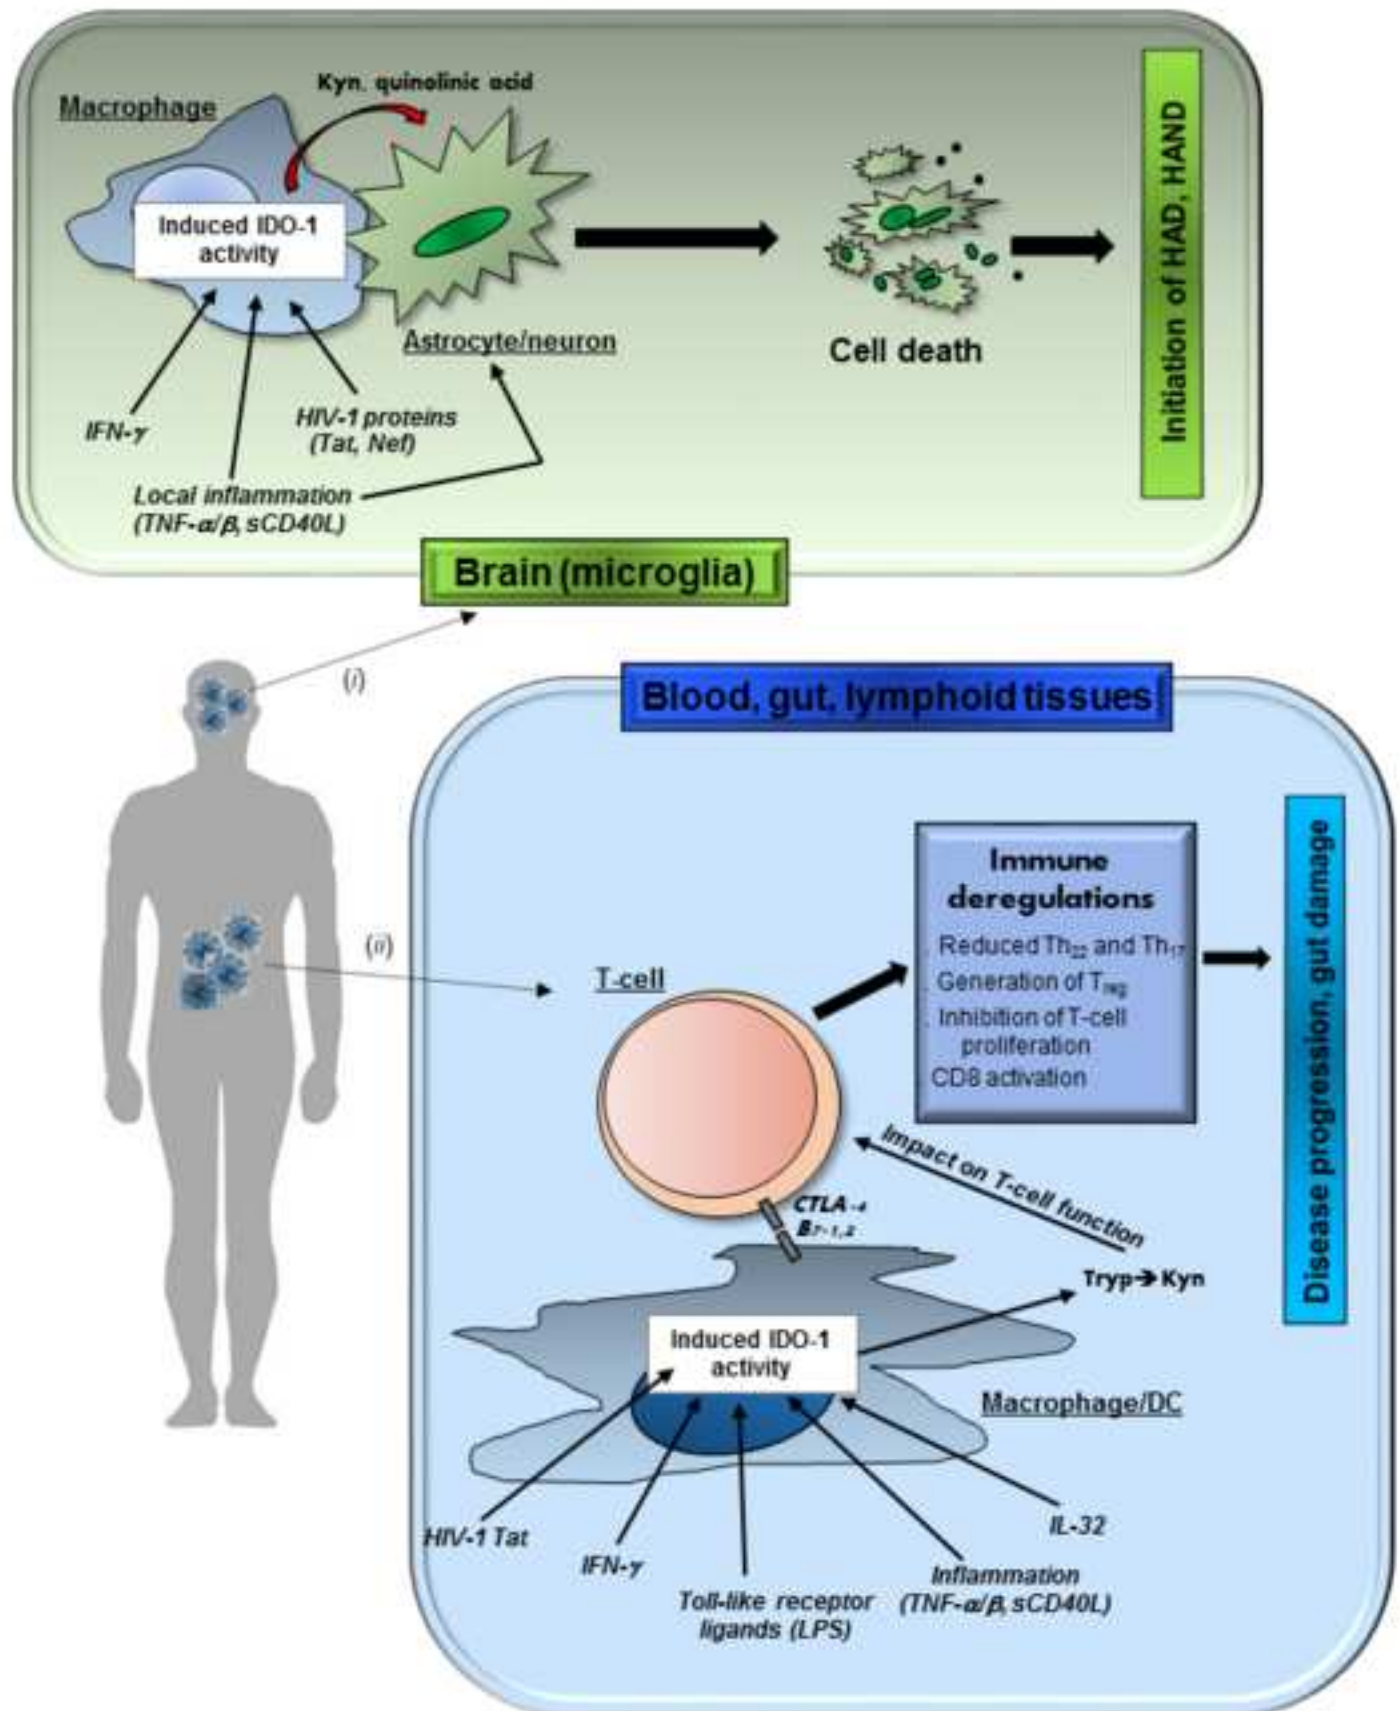 Kyn, quinolinic acid
Macrophage
Induced IDO-1
activity
Astrocyte/neuron
Cell death
Initiation of HAD, HAND
IFN-γ
HIV-1 proteins
(Tat, Nef)
Local inflammation
(TNF-α/β, sCD40L)
Brain (microglia)
(i)
Blood, gut, lymphoid tissues
(ii)
T-cell
Immune
deregulations
. Reduced Th22 and Th17
. Generation of Treg
. Inhibition of T-cell
proliferation
. CD8 activation
Disease progression, gut damage
Impact on T-cell function
CTLA-4
B7-1,2
Tryp➔Kyn
Induced IDO-1
activity
Macrophage/DC
HIV-1 Tat
IFN-γ
Toll-like receptor
ligands (LPS)
Inflammation
(TNF-α/β, sCD40L)
IL-32